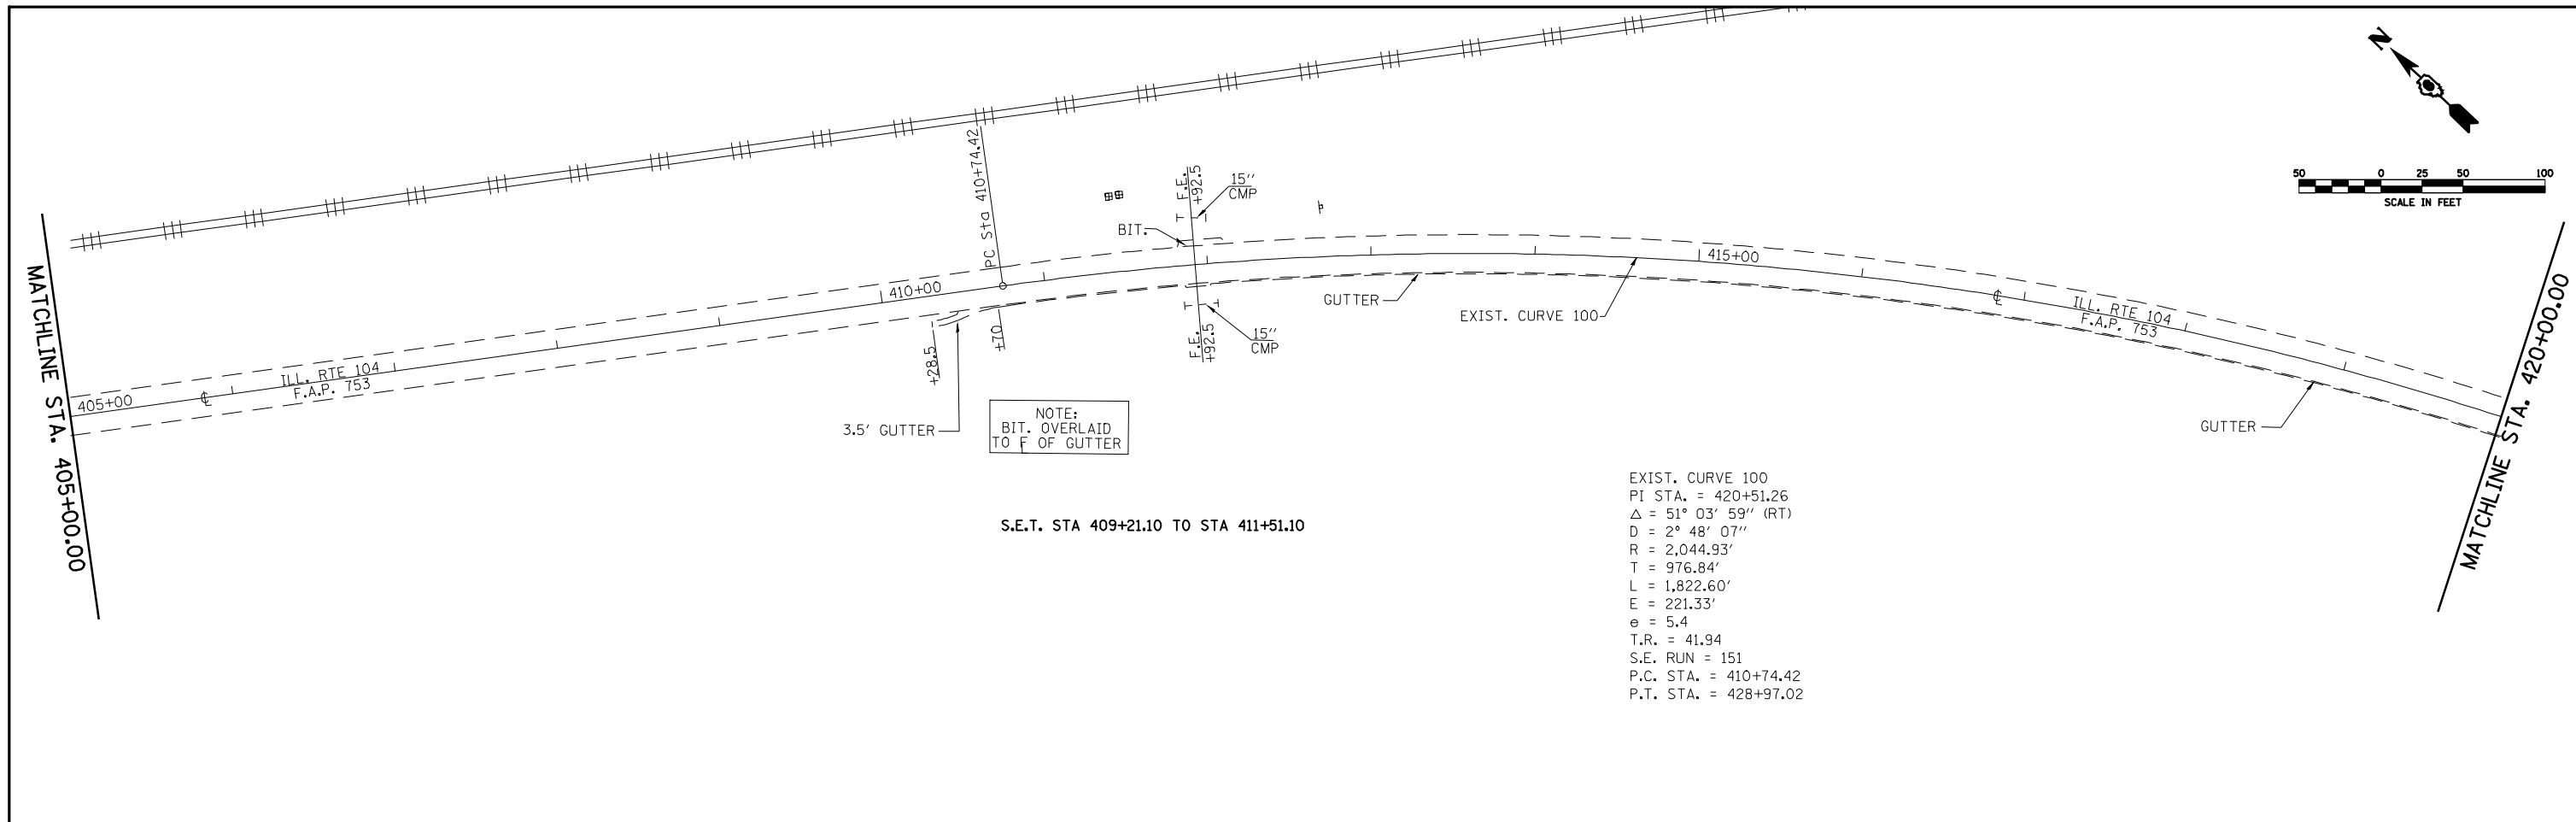 N
50 0 25 50 100
SCALE IN FEET
MATCHLINE STA. 405+00.00
405+00
℄
ILL. RTE 104
F.A.P. 753
410+00
PC Sta 410+74.42
+28.5
+70
3.5' GUTTER
NOTE:
BIT. OVERLAID
TO OF GUTTER
BIT.
F.E.
+92.5
15"
CMP
F.E.
+92.5
15"
CMP
GUTTER
EXIST. CURVE 100
415+00
℄
ILL. RTE 104
F.A.P. 753
GUTTER
MATCHLINE STA. 420+00.00
S.E.T. STA 409+21.10 TO STA 411+51.10
EXIST. CURVE 100
PI STA. = 420+51.26
△ = 51° 03' 59" (RT)
D = 2° 48' 07"
R = 2,044.93'
T = 976.84'
L = 1,822.60'
E = 221.33'
e = 5.4
T.R. = 41.94
S.E. RUN = 151
P.C. STA. = 410+74.42
P.T. STA. = 428+97.02